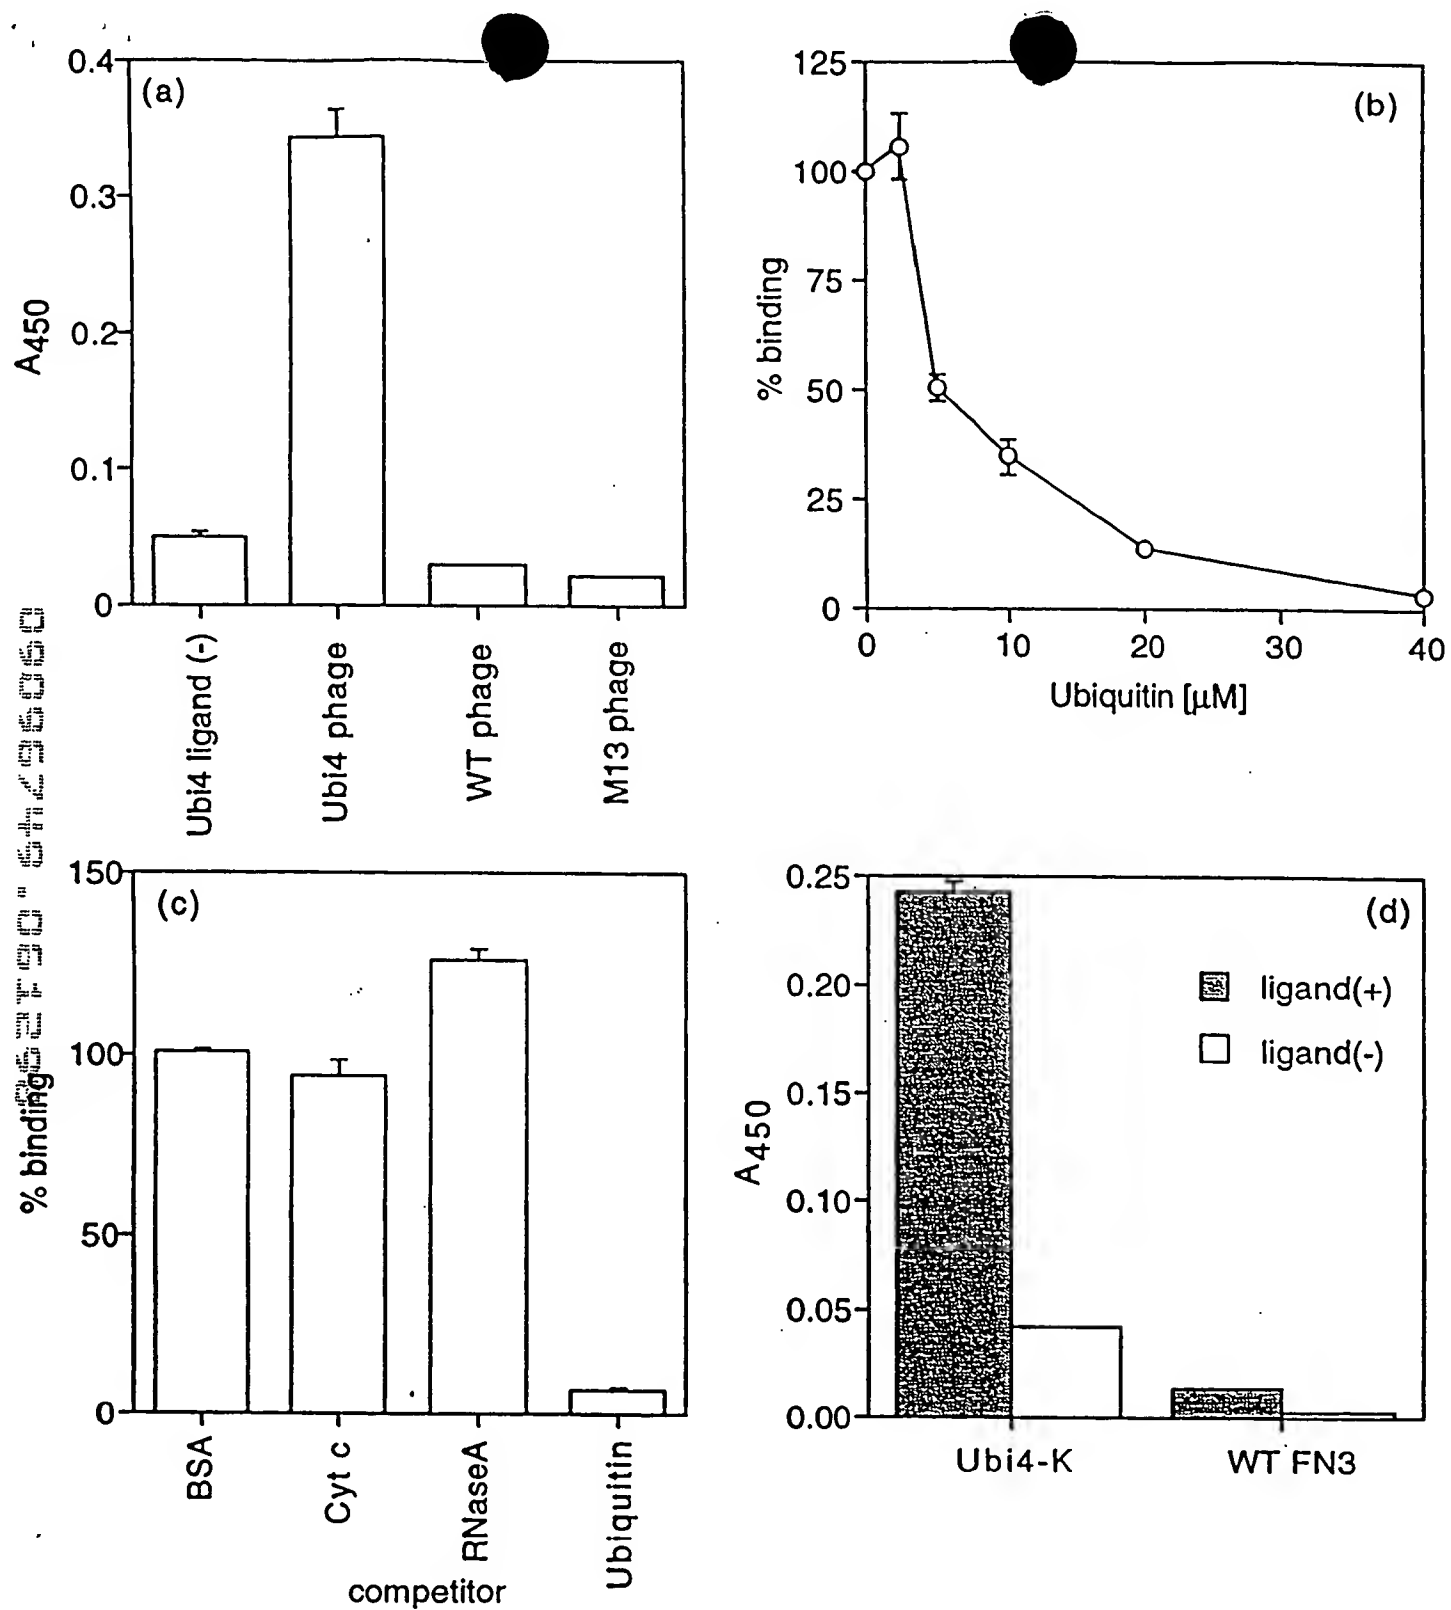 (a)
0.4
0.3
0.2
0.1
0
A450
Ubi4 ligand (-)
Ubi4 phage
WT phage
M13 phage
(b)
125
100
75
50
25
0
% binding
0 10 20 30 40
Ubiquitin [μM]
(c)
150
100
50
0
% binding
BSA
Cyt c
RNaseA
Ubiquitin
competitor
(d)
0.25
0.20
0.15
0.10
0.05
0.00
A450
ligand(+)
ligand(-)
Ubi4-K WT FN3